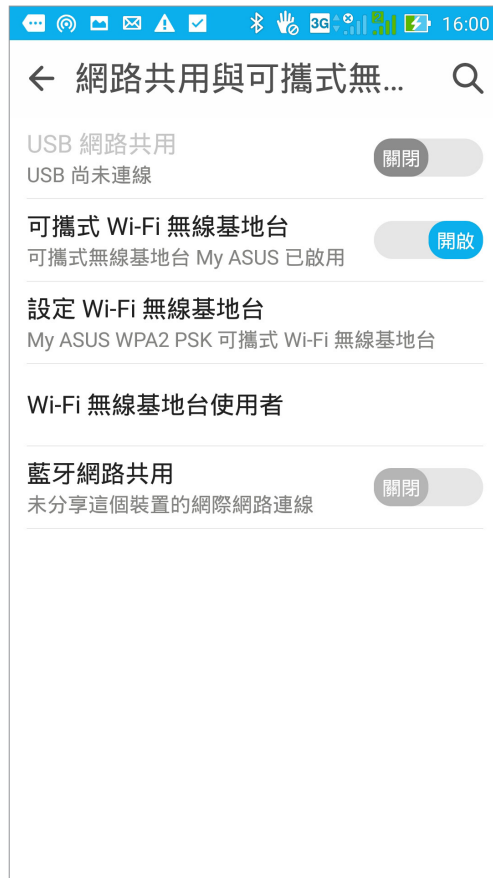 3G 16:00
網路共用與可攜式無...
USB 網路共用
關閉
USB 尚未連線
可攜式 Wi-Fi 無線基地台
開啟
可攜式無線基地台 My ASUS 已啟用
設定 Wi-Fi 無線基地台
My ASUS WPA2 PSK 可攜式 Wi-Fi 無線基地台
Wi-Fi 無線基地台使用者
藍牙網路共用
關閉
未分享這個裝置的網際網路連線